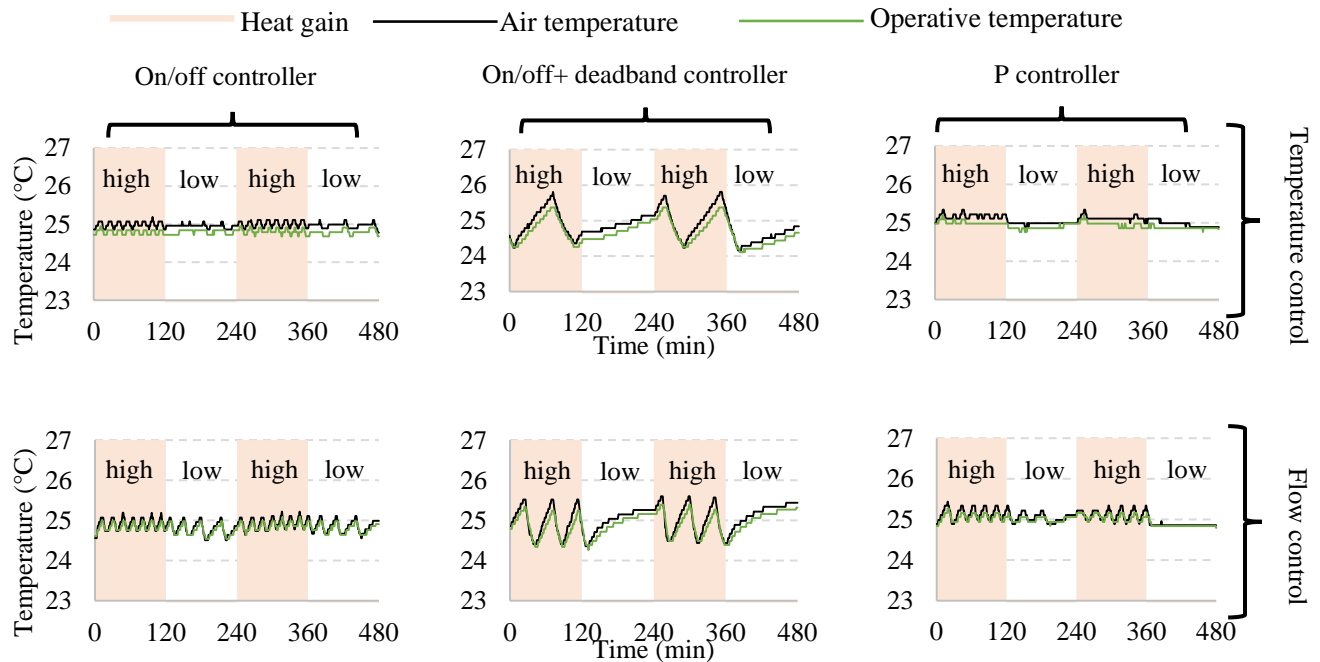 Heat gain
Air temperature
Operative temperature
On/off controller
On/off+ deadband controller
P controller
Temperature (°C)
27
26
25
24
23
high
low
high
low
0 120 240 360 480
27
26
25
24
23
high
low
high
low
0 120 240 360 480
Time (min)
27
26
25
24
23
high
low
high
low
0 120 240 360 480
Temperature control
Temperature (°C)
27
26
25
24
23
high
low
high
low
0 120 240 360 480
27
26
25
24
23
high
low
high
low
0 120 240 360 480
Time (min)
27
26
25
24
23
high
low
high
low
0 120 240 360 480
Flow control